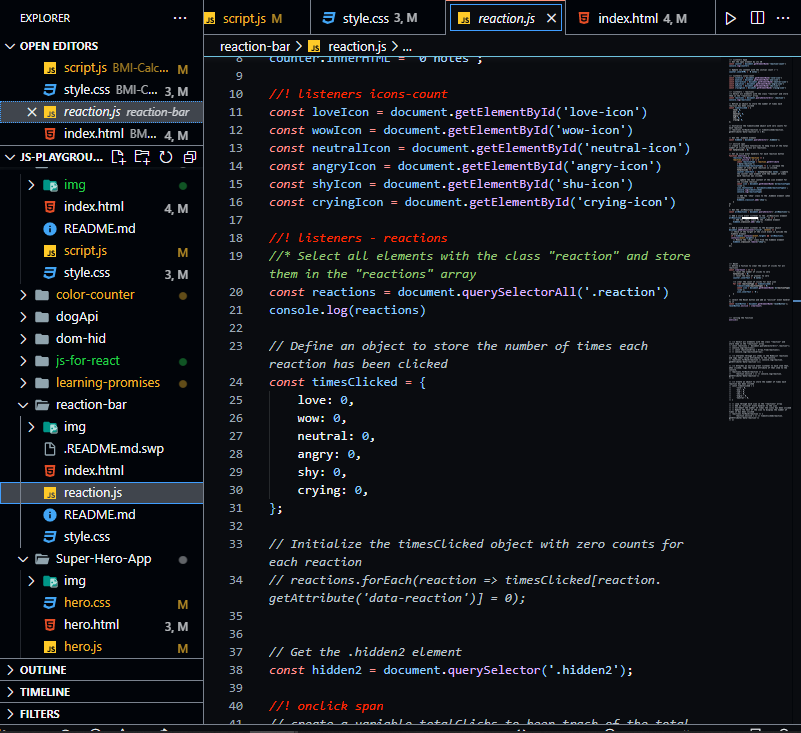 EXPLORER
OPEN EDITORS
script.js BMI-Calc... M
style.css BMI-C... 3, M
reaction.js reaction-bar
index.html BM... 4, M
JS-PLAYGROU...
img
index.html 4, M
README.md
script.js M
style.css 3, M
color-counter
dogApi
dom-hid
js-for-react
learning-promises
reaction-bar
img
.README.md.swp
index.html
reaction.js
README.md
style.css
Super-Hero-App
img
hero.css M
hero.html 3, M
hero.js M
OUTLINE
TIMELINE
FILTERS
script.js M
style.css 3, M
reaction.js
index.html 4, M
reaction-bar > JS reaction.js > ...
8 counter.innerHTML = "0 notes";
9
10 //! listeners icons-count
11 const loveIcon = document.getElementById('love-icon')
12 const wowIcon = document.getElementById('wow-icon')
13 const neutralIcon = document.getElementById('neutral-icon')
14 const angryIcon = document.getElementById('angry-icon')
15 const shyIcon = document.getElementById('shu-icon')
16 const cryingIcon = document.getElementById('crying-icon')
17
18 //! listeners - reactions
19 //* Select all elements with the class "reaction" and store
them in the "reactions" array
20 const reactions = document.querySelectorAll('.reaction')
21 console.log(reactions)
22
23 // Define an object to store the number of times each
reaction has been clicked
24 const timesClicked = {
25 love: 0,
26 wow: 0,
27 neutral: 0,
28 angry: 0,
29 shy: 0,
30 crying: 0,
31 };
32
33 // Initialize the timesClicked object with zero counts for
each reaction
34 // reactions.forEach(reaction => timesClicked[reaction.
getAttribute('data-reaction')] = 0);
35
36
37 // Get the .hidden2 element
38 const hidden2 = document.querySelector('.hidden2');
39
40 //! onclick span
41 // create a variable totalClicks to keep track of the total